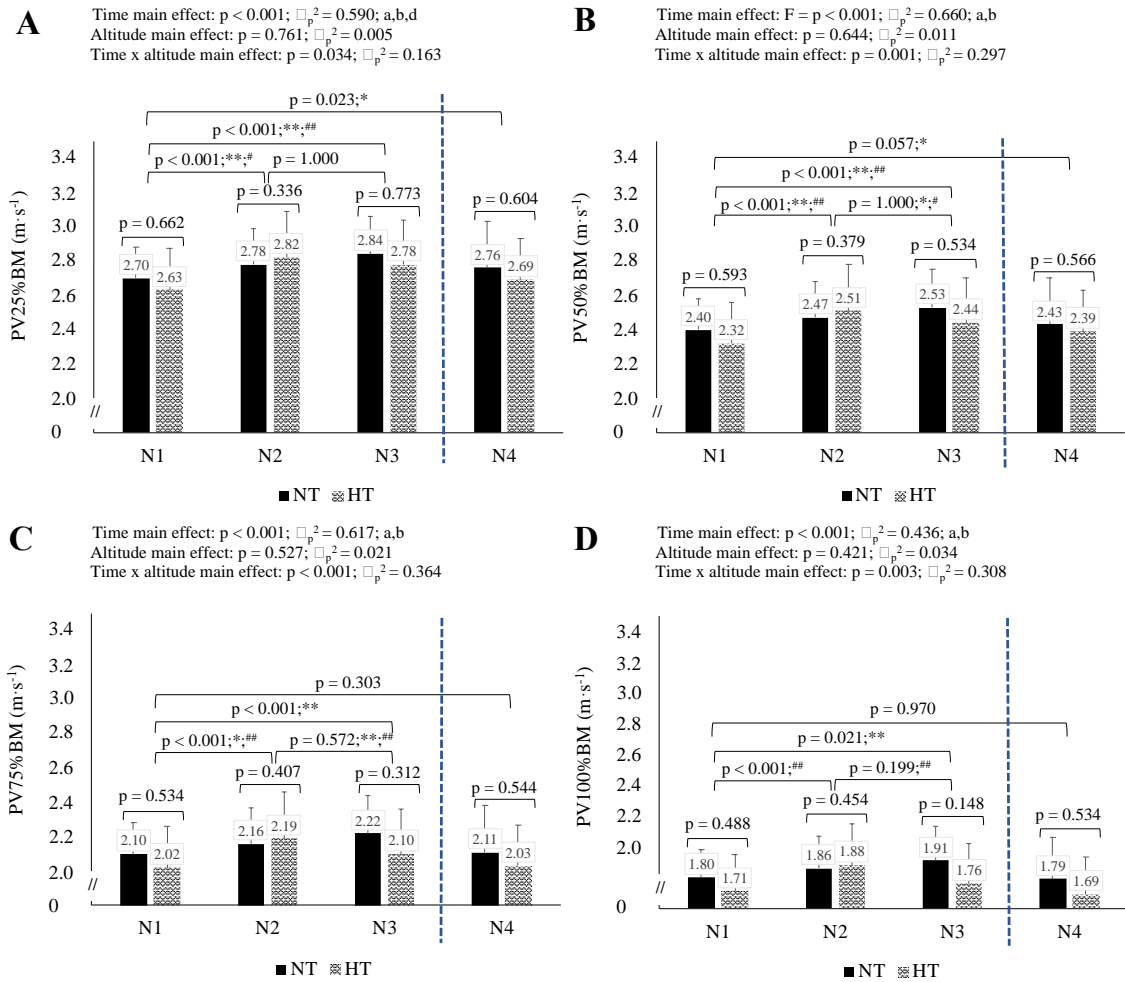 A
Time main effect: p < 0.001; □p² = 0.590; a,b,d
Altitude main effect: p = 0.761; □p² = 0.005
Time x altitude main effect: p = 0.034; □p² = 0.163
p = 0.023;*
p < 0.001;**;##
p < 0.001;**;# p = 1.000
p = 0.662 p = 0.336 p = 0.773 p = 0.604
3.4
3.2
3.0
2.8
2.6
2.4
2.2
2.0
//
0
PV25%BM (m·s-1)
2.70 2.63 2.78 2.82 2.84 2.78 2.76 2.69
N1 N2 N3 N4
NT HT
B
Time main effect: F = p < 0.001; □p² = 0.660; a,b
Altitude main effect: p = 0.644; □p² = 0.011
Time x altitude main effect: p = 0.001; □p² = 0.297
p = 0.057;*
p < 0.001;**;##
p < 0.001;**;## p = 1.000;*;#
p = 0.593 p = 0.379 p = 0.534 p = 0.566
3.4
3.2
3.0
2.8
2.6
2.4
2.2
2.0
//
0
PV50%BM (m·s-1)
2.40 2.32 2.47 2.51 2.53 2.44 2.43 2.39
N1 N2 N3 N4
NT HT
C
Time main effect: p < 0.001; □p² = 0.617; a,b
Altitude main effect: p = 0.527; □p² = 0.021
Time x altitude main effect: p < 0.001; □p² = 0.364
p = 0.303
p < 0.001;**
p < 0.001;*;## p = 0.572;**;##
p = 0.534 p = 0.407 p = 0.312 p = 0.544
3.4
3.2
3.0
2.8
2.6
2.4
2.2
2.0
//
0
PV75%BM (m·s-1)
2.10 2.02 2.16 2.19 2.22 2.10 2.11 2.03
N1 N2 N3 N4
NT HT
D
Time main effect: p < 0.001; □p² = 0.436; a,b
Altitude main effect: p = 0.421; □p² = 0.034
Time x altitude main effect: p = 0.003; □p² = 0.308
p = 0.970
p = 0.021;**
p < 0.001;## p = 0.199;##
p = 0.488 p = 0.454 p = 0.148 p = 0.534
3.4
3.2
3.0
2.8
2.6
2.4
2.2
2.0
//
0
PV100%BM (m·s-1)
1.80 1.71 1.86 1.88 1.91 1.76 1.79 1.69
N1 N2 N3 N4
NT HT